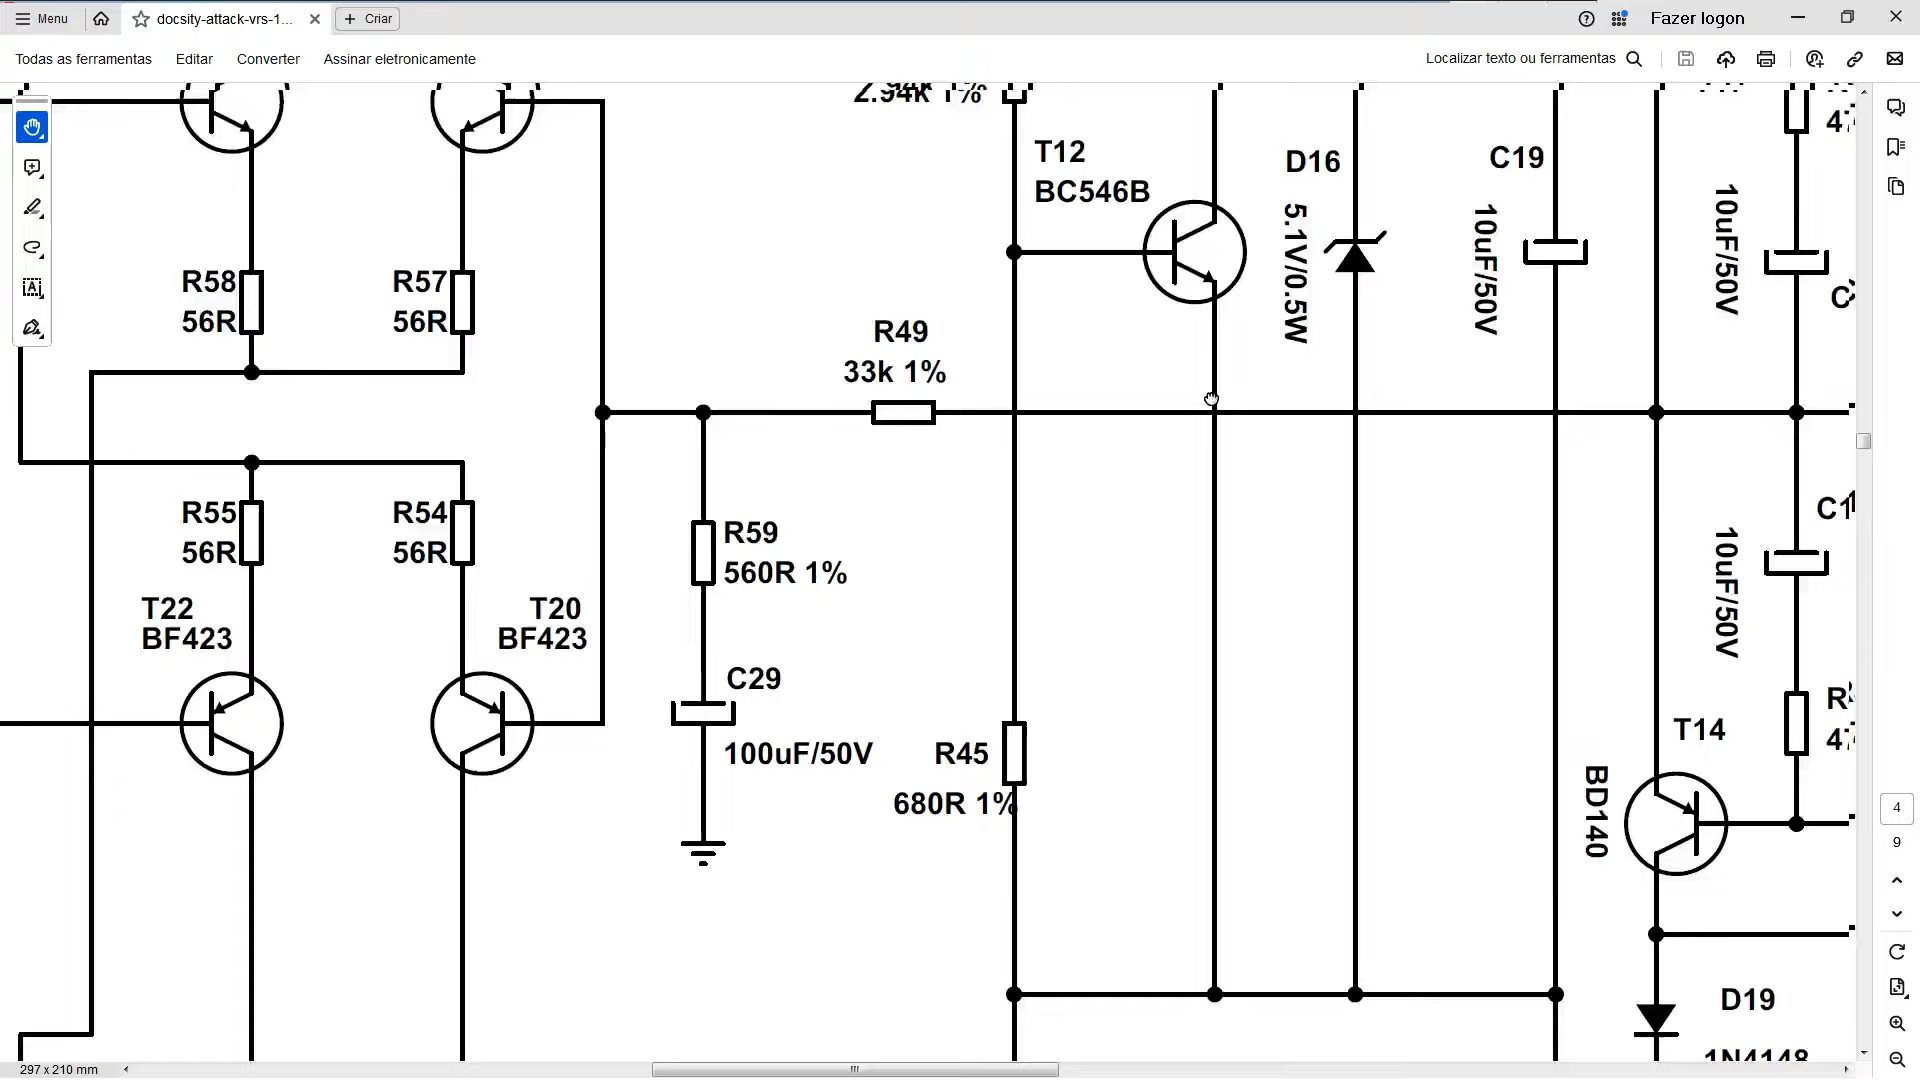 Menu
docsity-attack-vrs-1...
Criar
Fazer logon
Todas as ferramentas
Editar
Converter
Assinar eletronicamente
Localizar texto ou ferramentas
2.94k 1%
T12
BC546B
D16
5.1V/0.5W
C19
10uF/50V
10uF/50V
R58
56R
R57
56R
R49
33k 1%
R55
56R
R54
56R
R59
560R 1%
10uF/50V
T22
BF423
T20
BF423
C29
100uF/50V
R45
680R 1%
T14
BD140
D19
1N4148
4
9
297 x 210 mm